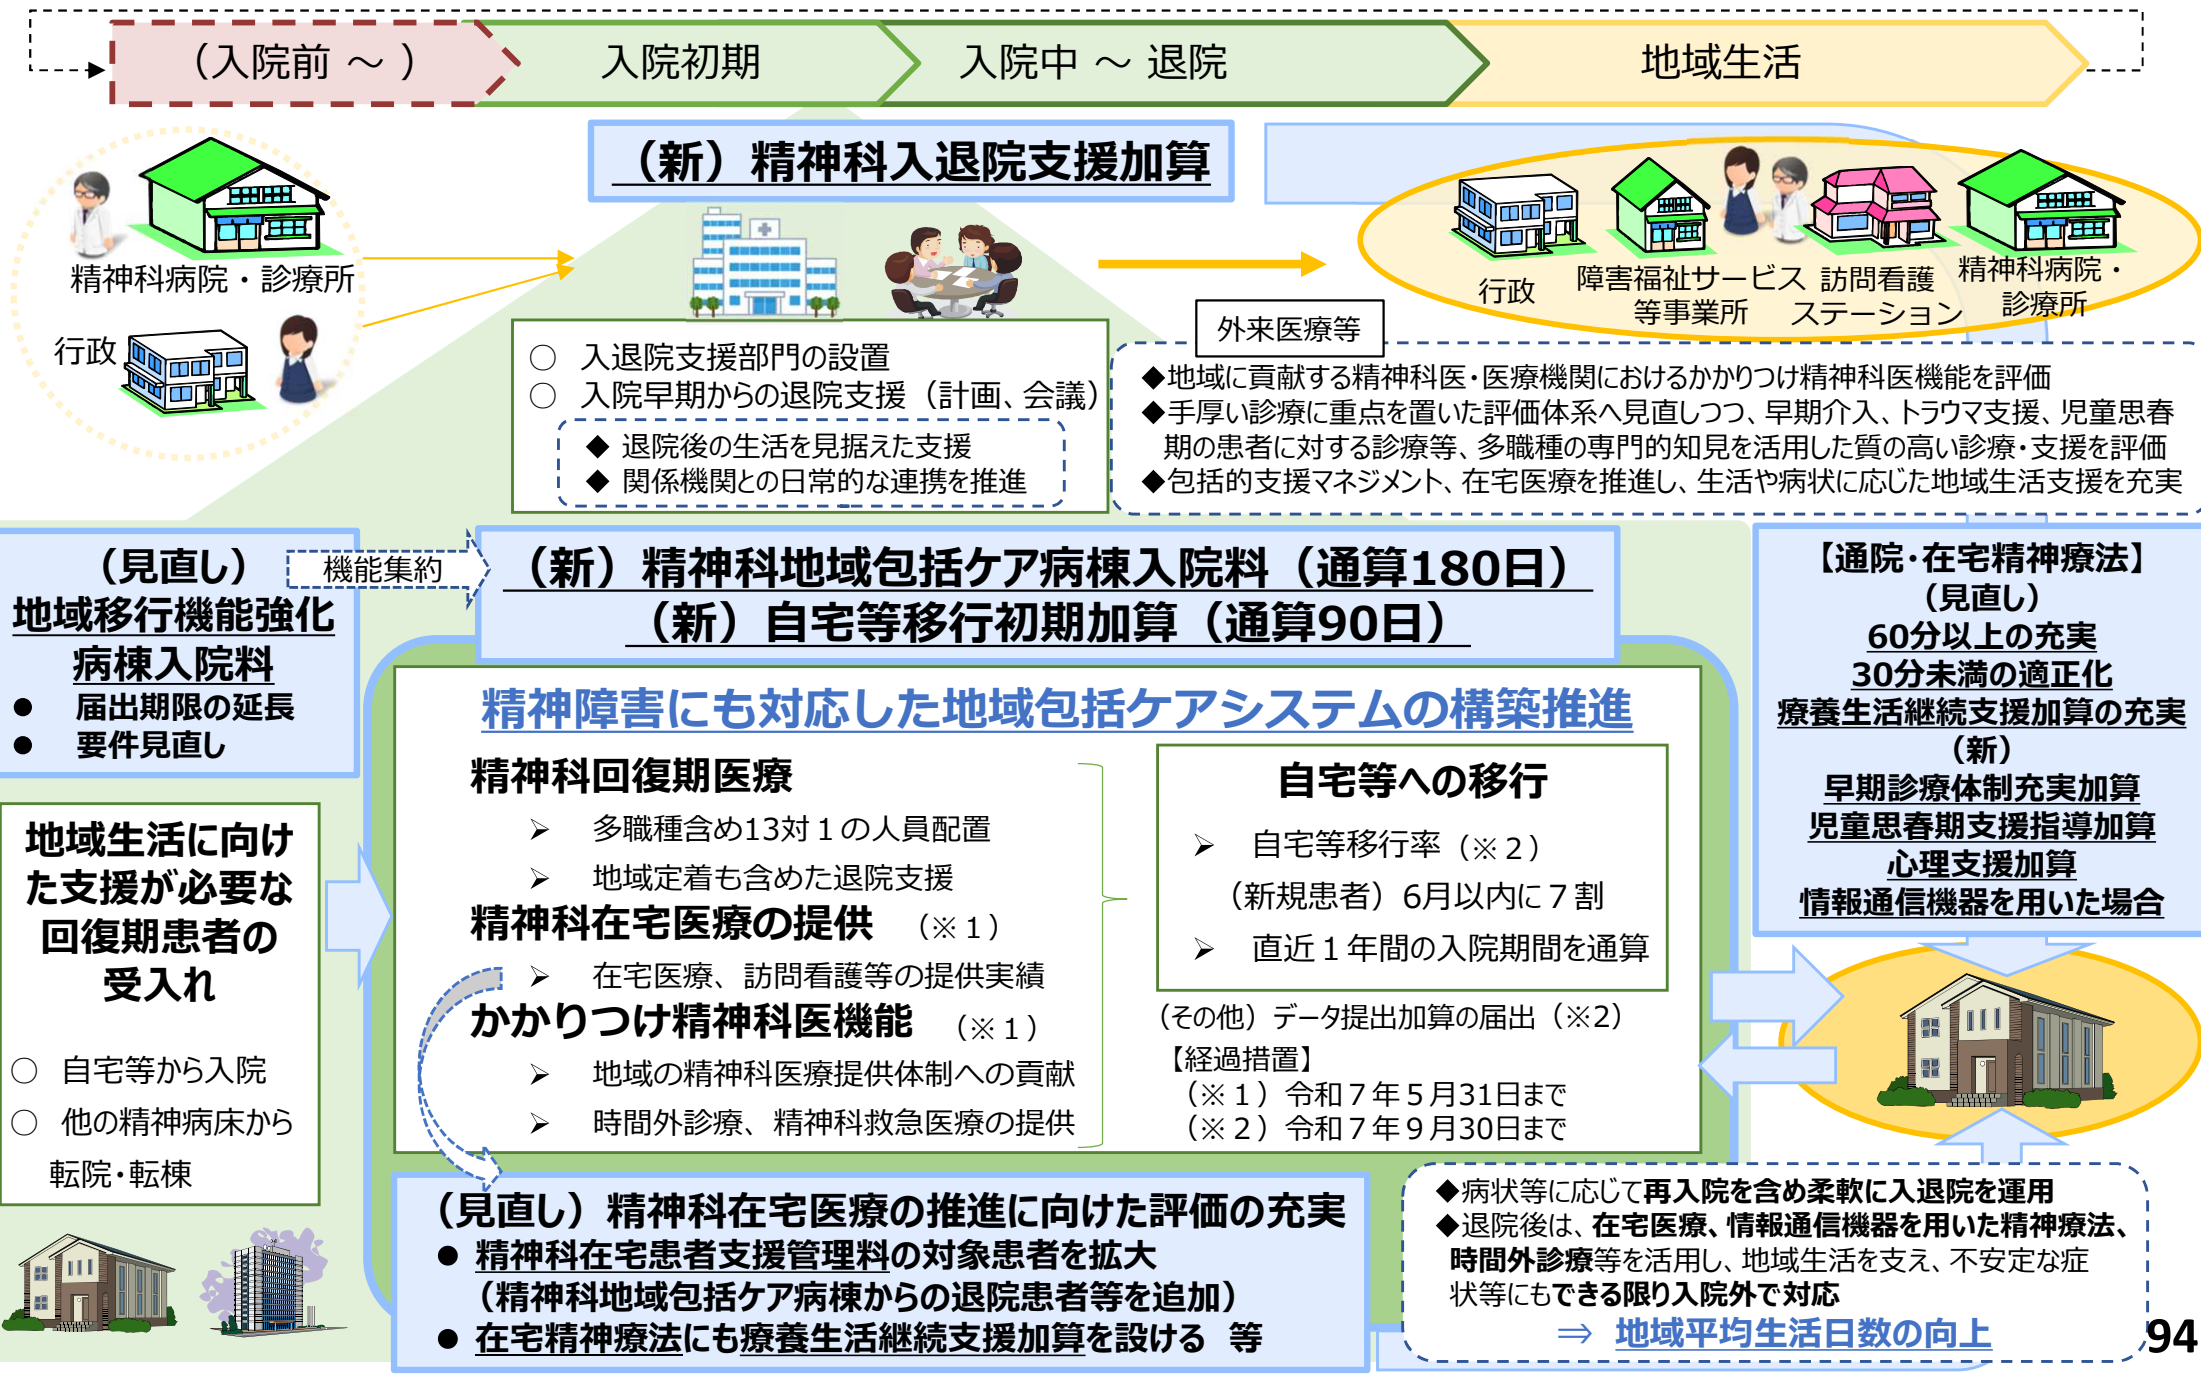 （入院前 ～ ）
入院初期
入院中 ～ 退院
地域生活
（新）精神科入退院支援加算
精神科病院・診療所
行政
○ 入退院支援部門の設置
○ 入院早期からの退院支援（計画、会議）
◆ 退院後の生活を見据えた支援
◆ 関係機関との日常的な連携を推進
行政
障害福祉サービス
等事業所
訪問看護
ステーション
精神科病院・
診療所
外来医療等
◆地域に貢献する精神科医・医療機関におけるかかりつけ精神科医機能を評価
◆手厚い診療に重点を置いた評価体系へ見直しつつ、早期介入、トラウマ支援、児童思春
期の患者に対する診療等、多職種の専門的知見を活用した質の高い診療・支援を評価
◆包括的支援マネジメント、在宅医療を推進し、生活や病状に応じた地域生活支援を充実
（見直し）
地域移行機能強化
病棟入院料
● 届出期限の延長
● 要件見直し
機能集約
（新）精神科地域包括ケア病棟入院料（通算180日）
（新）自宅等移行初期加算（通算90日）
精神障害にも対応した地域包括ケアシステムの構築推進
精神科回復期医療
➢ 多職種含め13対１の人員配置
➢ 地域定着も含めた退院支援
精神科在宅医療の提供 （※１）
➢ 在宅医療、訪問看護等の提供実績
かかりつけ精神科医機能 （※１）
➢ 地域の精神科医療提供体制への貢献
➢ 時間外診療、精神科救急医療の提供
自宅等への移行
➢ 自宅等移行率（※２）
（新規患者）6月以内に７割
➢ 直近１年間の入院期間を通算
（その他）データ提出加算の届出（※2）
【経過措置】
（※１）令和７年５月31日まで
（※２）令和７年９月30日まで
【通院・在宅精神療法】
（見直し）
60分以上の充実
30分未満の適正化
療養生活継続支援加算の充実
（新）
早期診療体制充実加算
児童思春期支援指導加算
心理支援加算
情報通信機器を用いた場合
地域生活に向け
た支援が必要な
回復期患者の
受入れ
○ 自宅等から入院
○ 他の精神病床から
転院・転棟
（見直し）精神科在宅医療の推進に向けた評価の充実
● 精神科在宅患者支援管理料の対象患者を拡大
（精神科地域包括ケア病棟からの退院患者等を追加）
● 在宅精神療法にも療養生活継続支援加算を設ける 等
◆病状等に応じて再入院を含め柔軟に入退院を運用
◆退院後は、在宅医療、情報通信機器を用いた精神療法、
時間外診療等を活用し、地域生活を支え、不安定な症
状等にもできる限り入院外で対応
⇒ 地域平均生活日数の向上
94